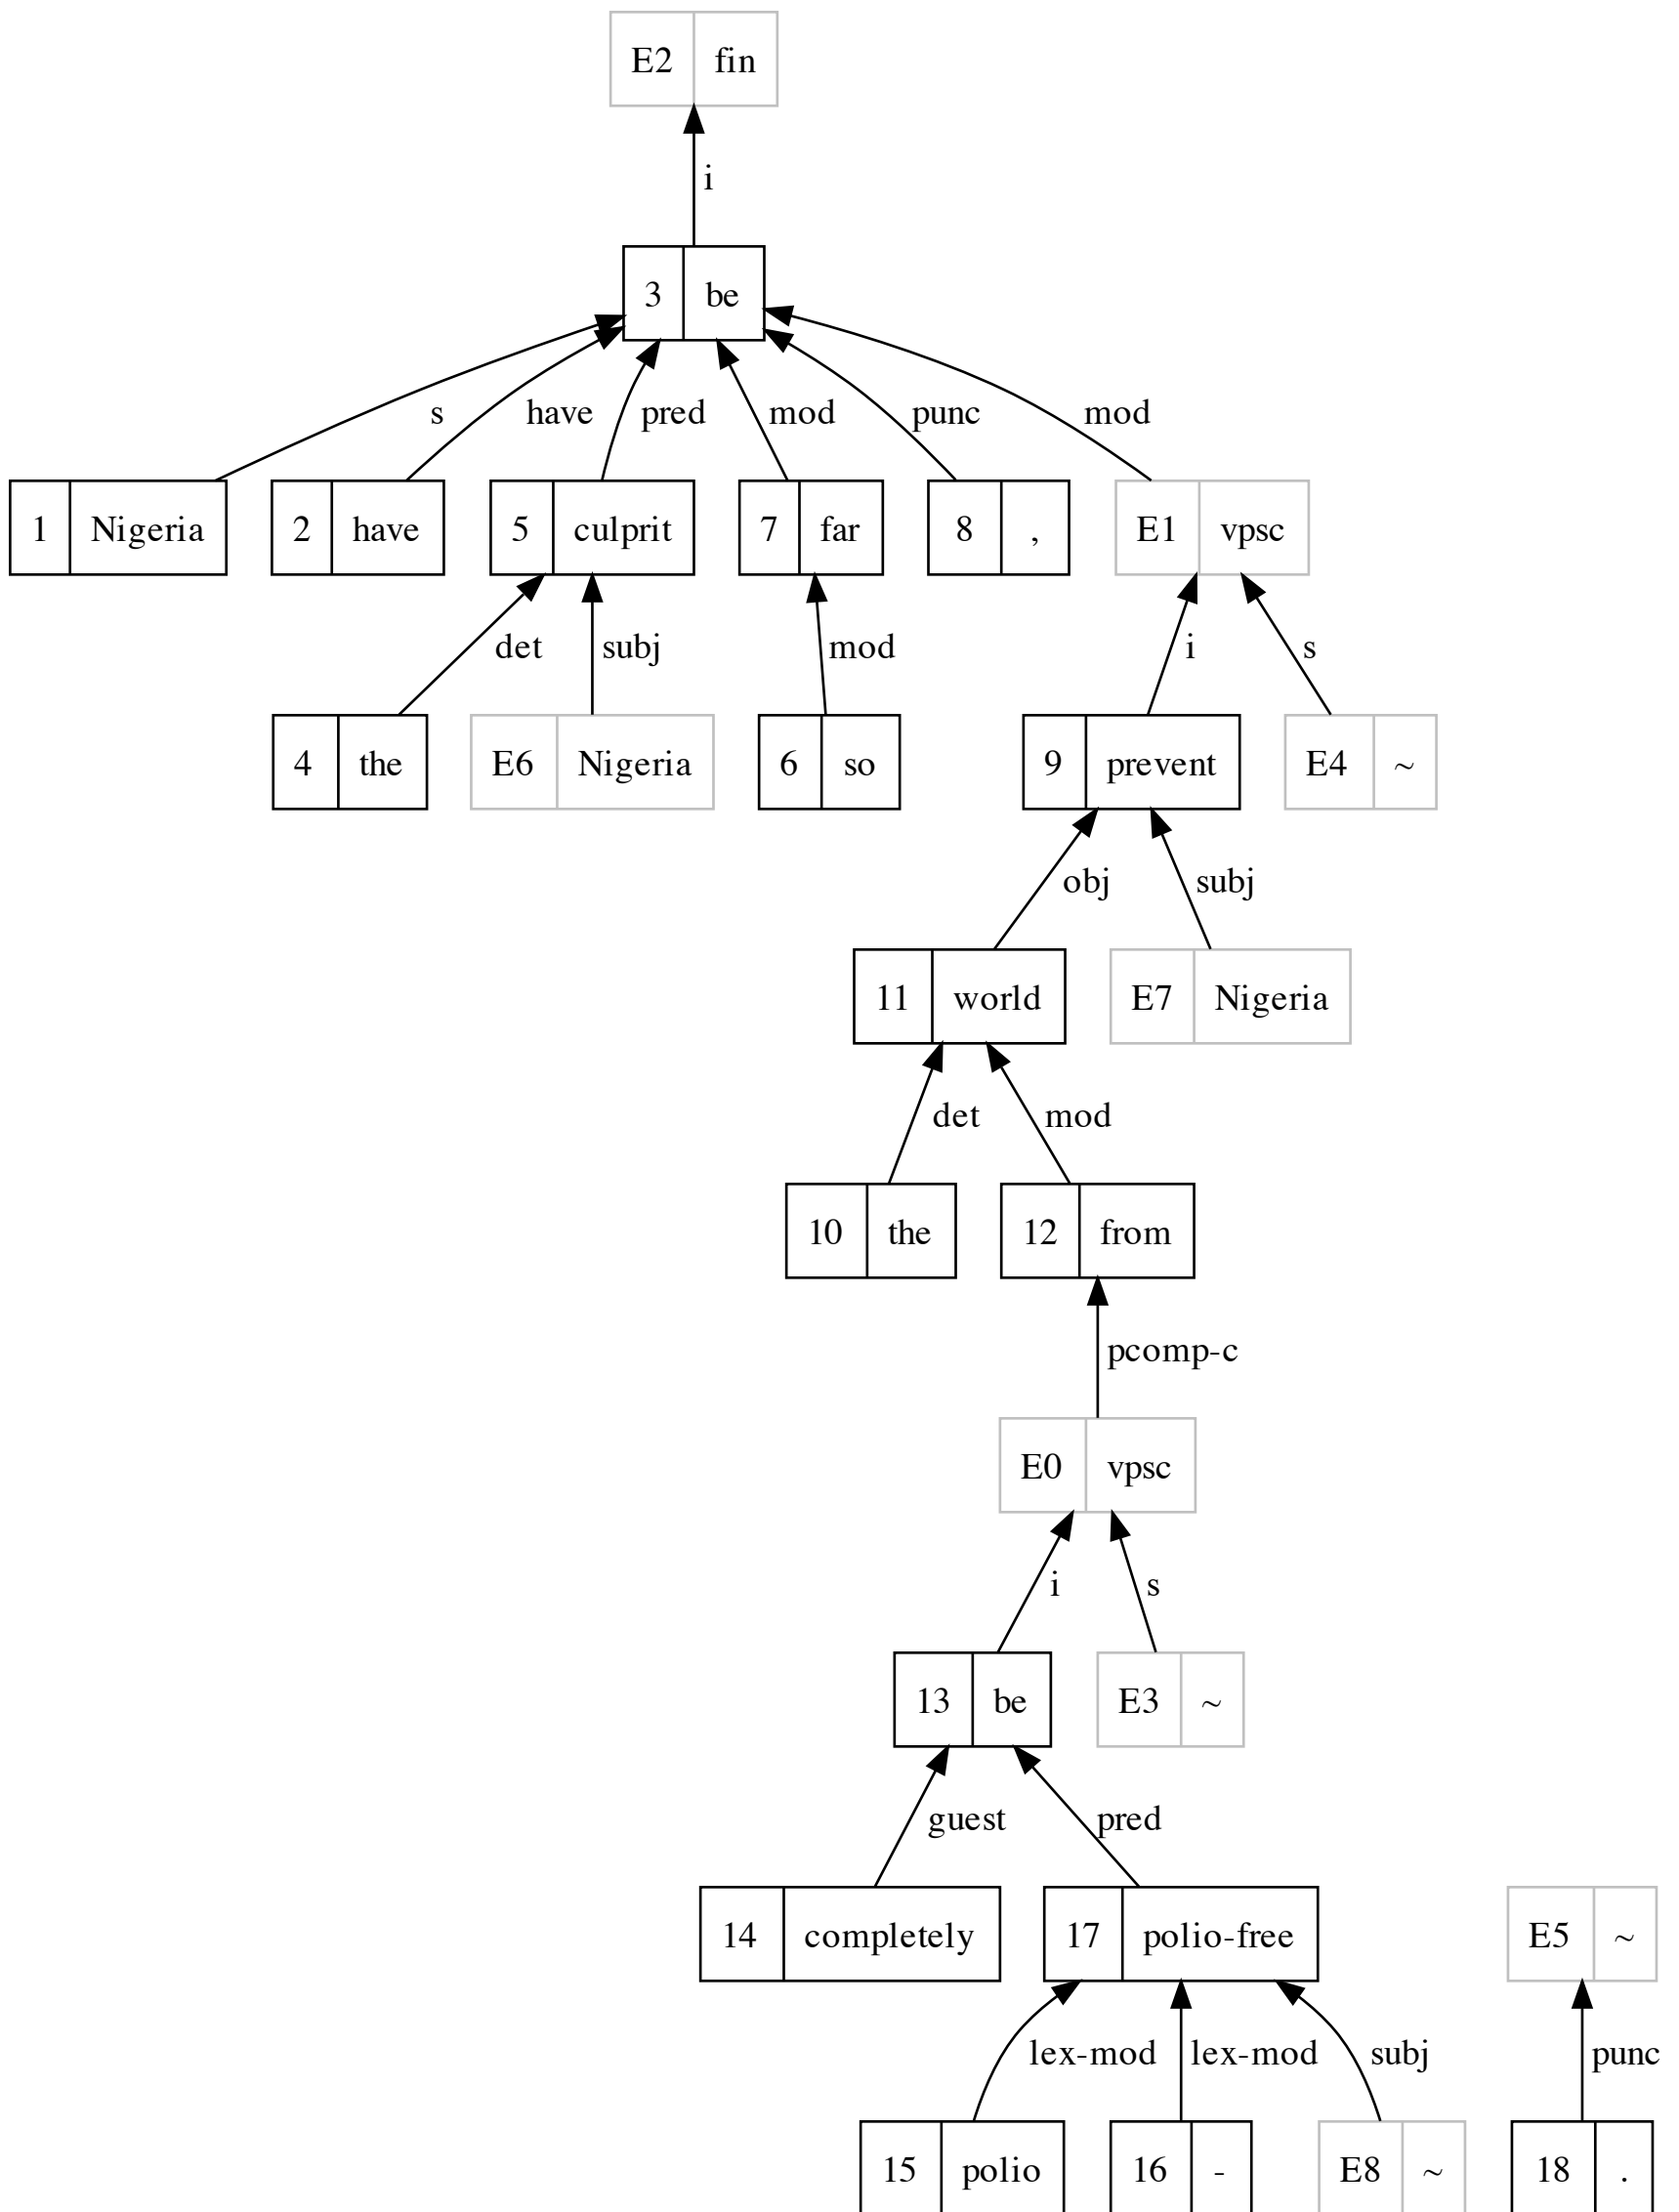 E2 fin
i
3 be
s have pred mod punc mod
1 Nigeria 2 have 5 culprit 7 far 8 , E1 vpsc
det subj mod i s
4 the E6 Nigeria 6 so 9 prevent E4 ~
obj subj
11 world E7 Nigeria
det mod
10 the 12 from
pcomp-c
E0 vpsc
i s
13 be E3 ~
guest pred
14 completely 17 polio-free E5 ~
lex-mod lex-mod subj punc
15 polio 16 - E8 ~ 18 .